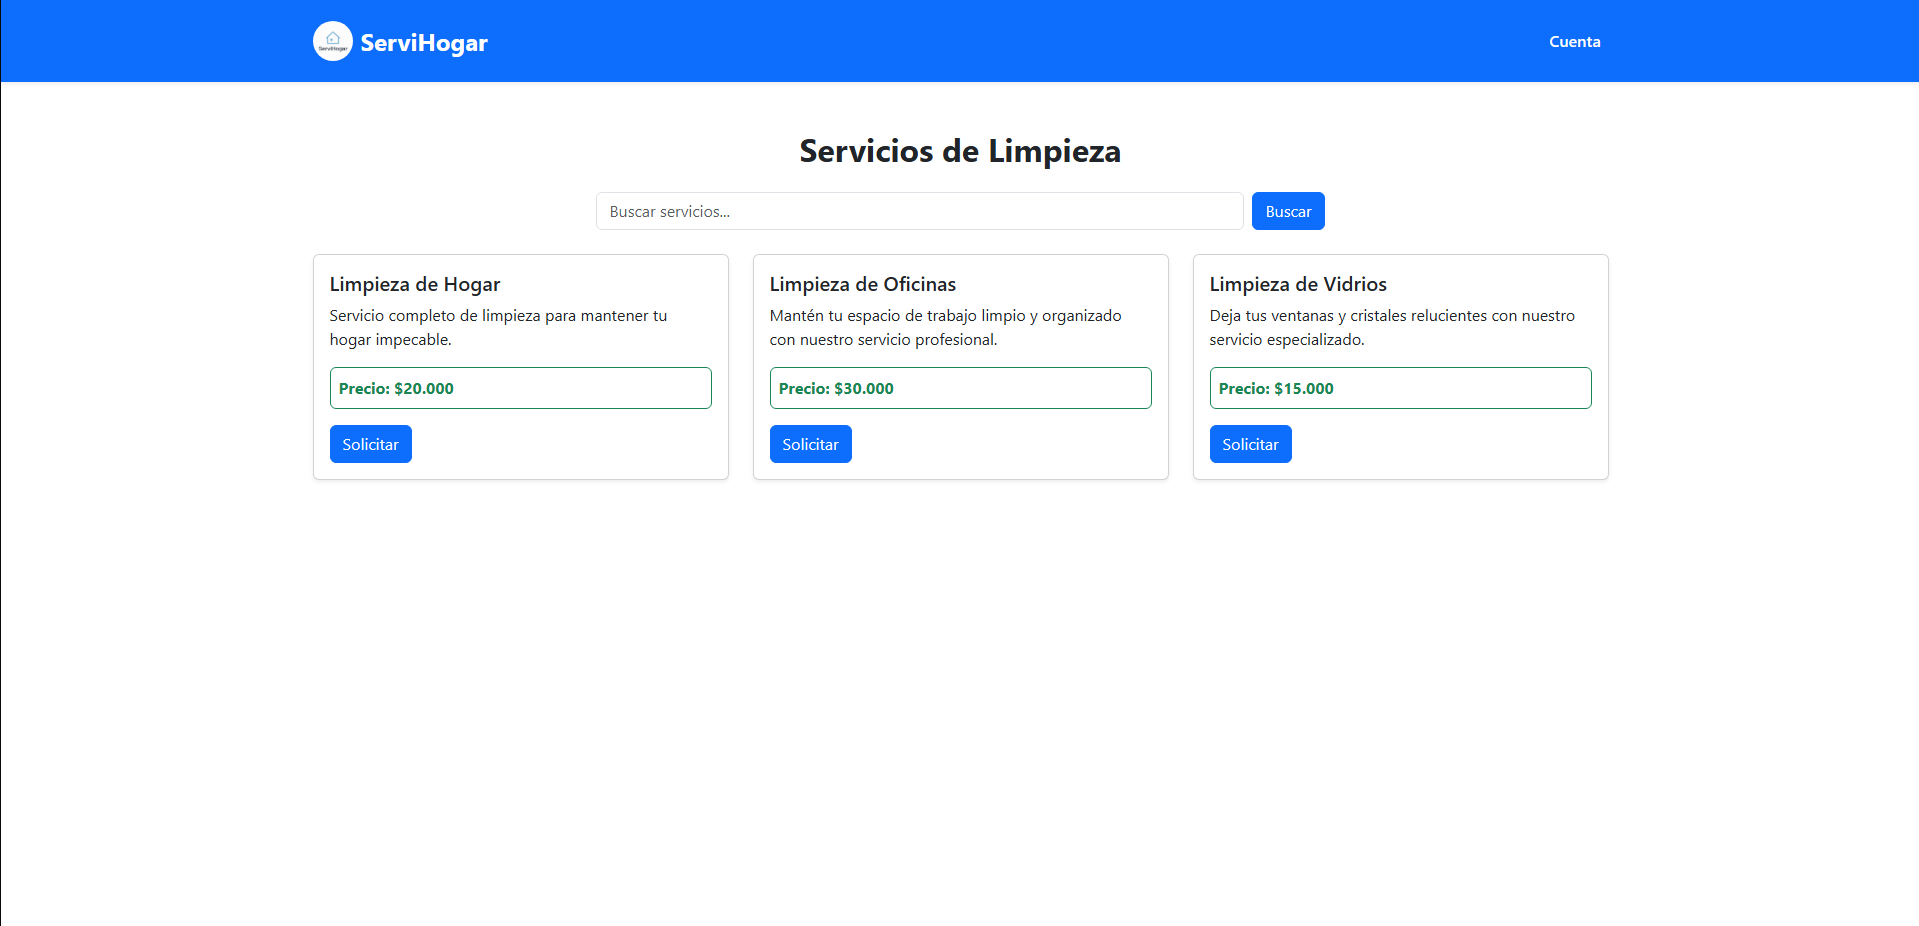 ServiHogar
ServiHogar
Cuenta
Servicios de Limpieza
Buscar servicios...
Buscar
Limpieza de Hogar
Servicio completo de limpieza para mantener tu
hogar impecable.
Precio: $20.000
Solicitar
Limpieza de Oficinas
Mantén tu espacio de trabajo limpio y organizado
con nuestro servicio profesional.
Precio: $30.000
Solicitar
Limpieza de Vidrios
Deja tus ventanas y cristales relucientes con nuestro
servicio especializado.
Precio: $15.000
Solicitar